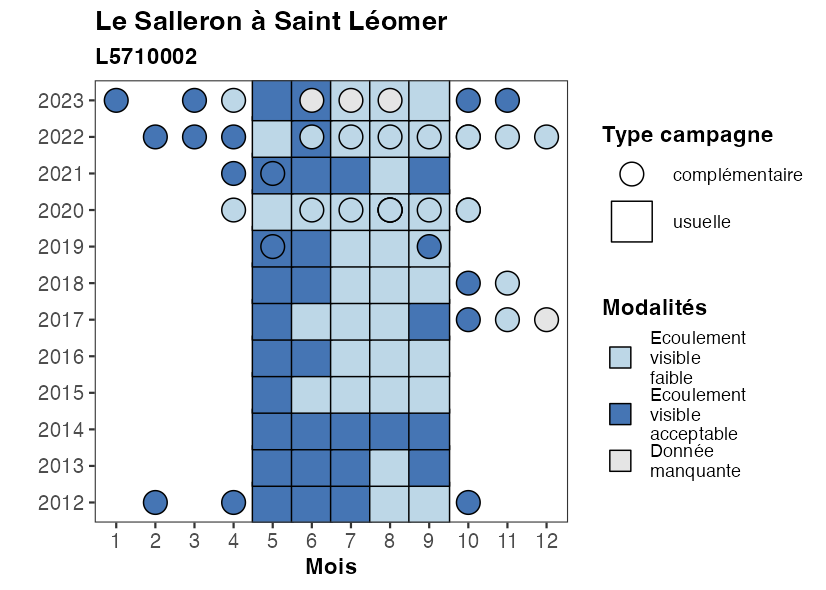 Le Salleron à Saint Léomer
L5710002
2023
2022
2021
2020
2019
2018
2017
2016
2015
2014
2013
2012
1 2 3 4 5 6 7 8 9 10 11 12
Mois
Type campagne
complémentaire
usuelle
Modalités
Ecoulement
visible
faible
Ecoulement
visible
acceptable
Donnée
manquante